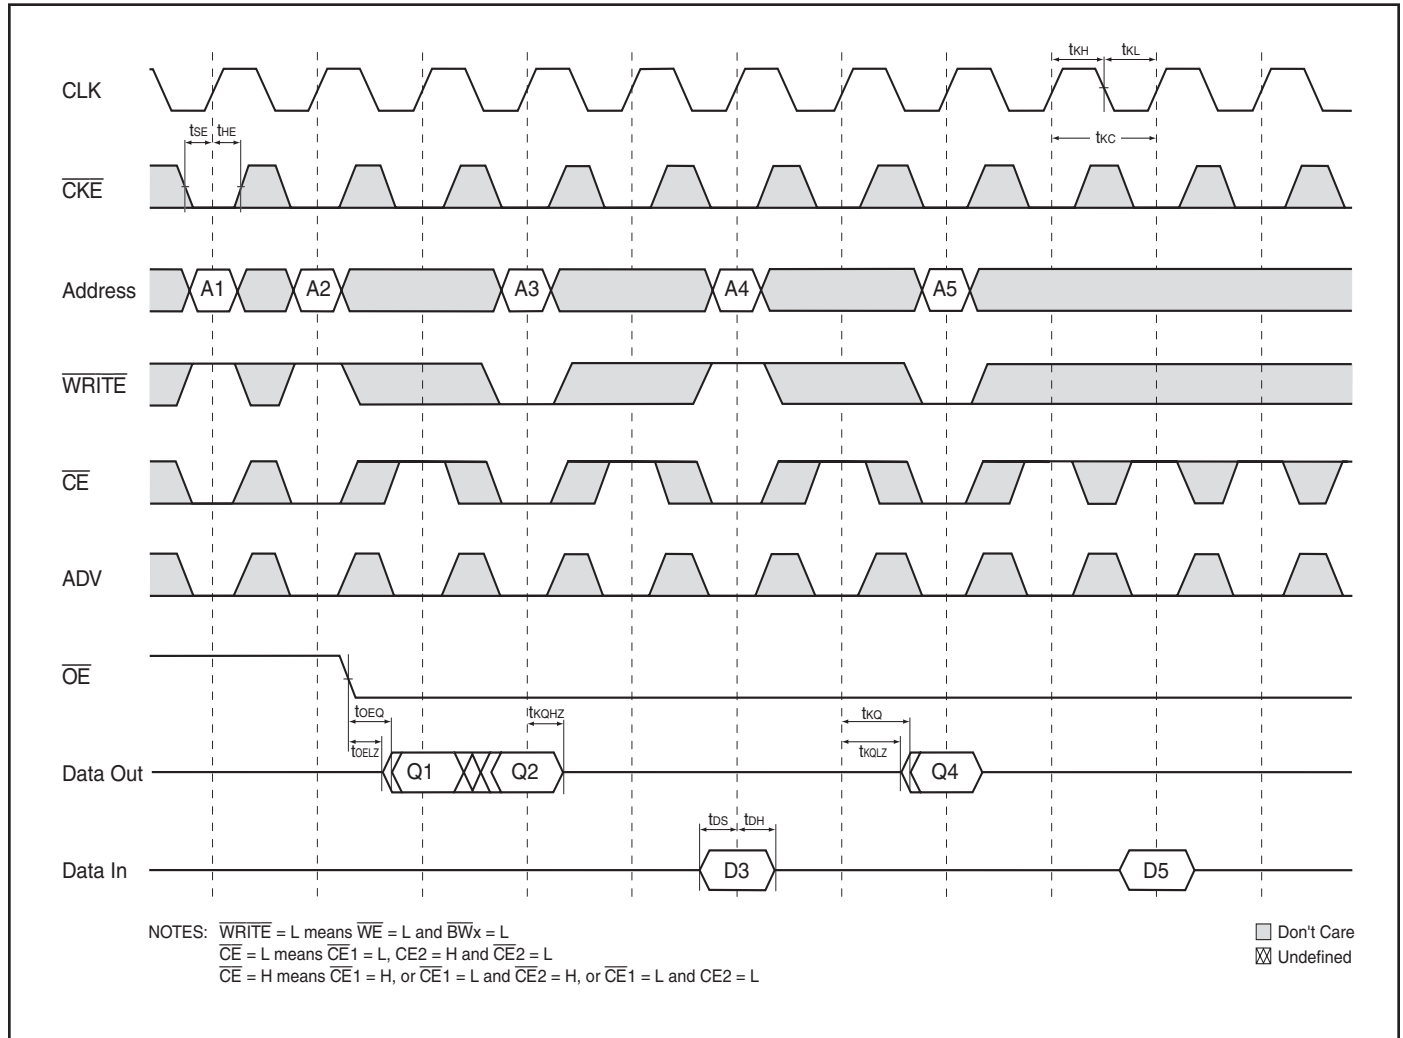 tKH tKL
CLK
tSE tHE
tKC
CKE
Address A1 A2 A3 A4 A5
WRITE
CE
ADV
OE
tOEQ tKQHZ tKQ
tOELZ tKQLZ
Data Out Q1 Q2 Q4
tDS tDH
Data In D3 D5
NOTES: WRITE = L means WE = L and BWx = L
CE = L means CE1 = L, CE2 = H and CE2 = L
CE = H means CE1 = H, or CE1 = L and CE2 = H, or CE1 = L and CE2 = L
Don't Care
Undefined